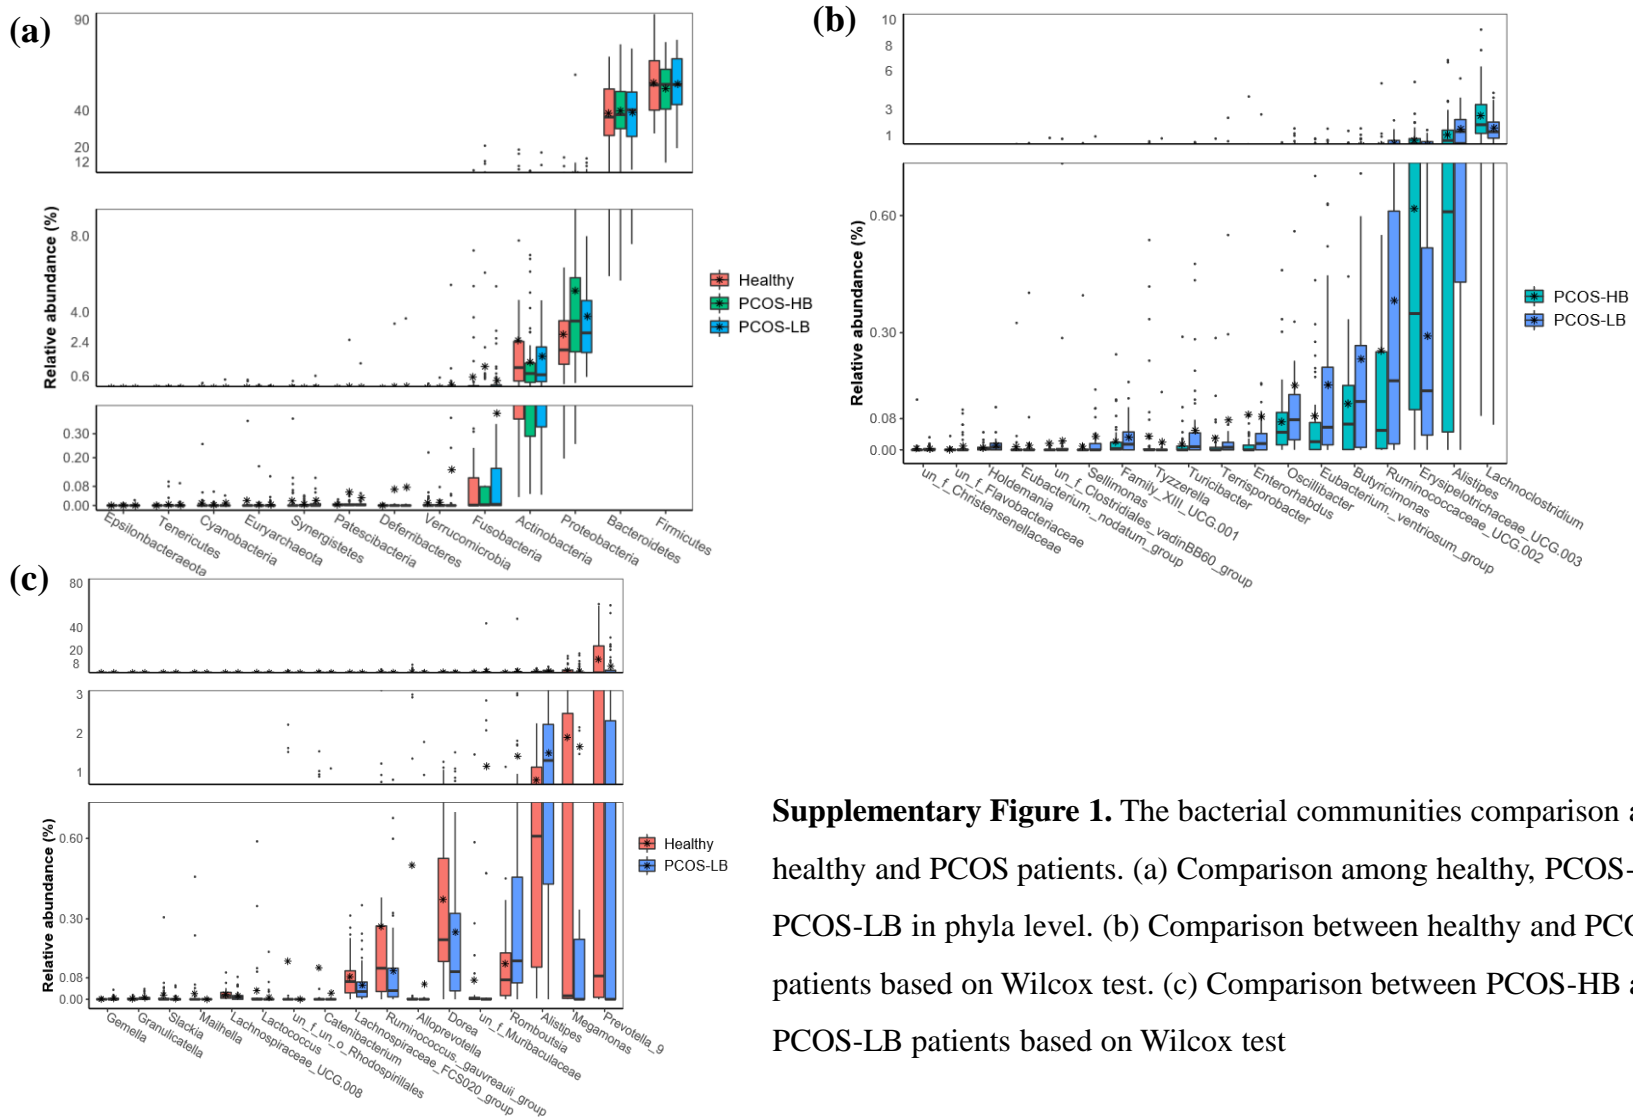 (a)
90
40
20
12
8.0
4.0
2.4
0.6
0.30
0.20
0.08
0.00
Relative abundance (%)
Epsilonbacteraeota
Tenericutes
Cyanobacteria
Euryarchaeota
Synergistetes
Patescibacteria
Deferribacteres
Verrucomicrobia
Fusobacteria
Actinobacteria
Proteobacteria
Bacteroidetes
Firmicutes
Healthy
PCOS-HB
PCOS-LB
(b)
10
8
6
3
1
0.60
0.30
0.08
0.00
Relative abundance (%)
un_f_Christensenellaceae
un_f_Flavobacteriaceae
Holdemania
Eubacterium._nodatum_group
un_f_Clostridiales_vadinBB60_group
Sellimonas
Family_XIII_UCG.001
Tyzzerella
Turicibacter
Terrisporobacter
Enterorhabdus
Oscillibacter
Eubacterium._ventriosum_group
Butyricimonas
Ruminococcaceae_UCG.002
Erysipelotrichaceae_UCG.003
Alistipes
Lachnoclostridium
PCOS-HB
PCOS-LB
(c)
80
40
20
8
3
2
1
0.60
0.30
0.08
0.00
Relative abundance (%)
Gemella
Granulicatella
Slackia
Mailhella
Lachnospiraceae_UCG.008
Lactococcus
un_f_un_o_Rhodospirillales
Catenibacterium
Lachnospiraceae_FCS020_group
Ruminococcus._gauvreauii_group
Alloprevotella
Dorea
un_f_Muribaculaceae
Romboutsia
Alistipes
Megamonas
Prevotella_9
Healthy
PCOS-LB
Supplementary Figure 1. The bacterial communities comparison a
healthy and PCOS patients. (a) Comparison among healthy, PCOS-
PCOS-LB in phyla level. (b) Comparison between healthy and PCO
patients based on Wilcox test. (c) Comparison between PCOS-HB a
PCOS-LB patients based on Wilcox test